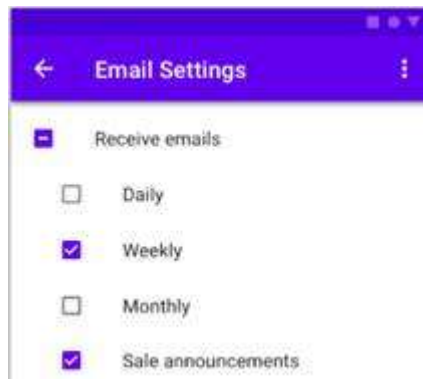 Email Settings
Receive emails
Daily
Weekly
Monthly
Sale announcements